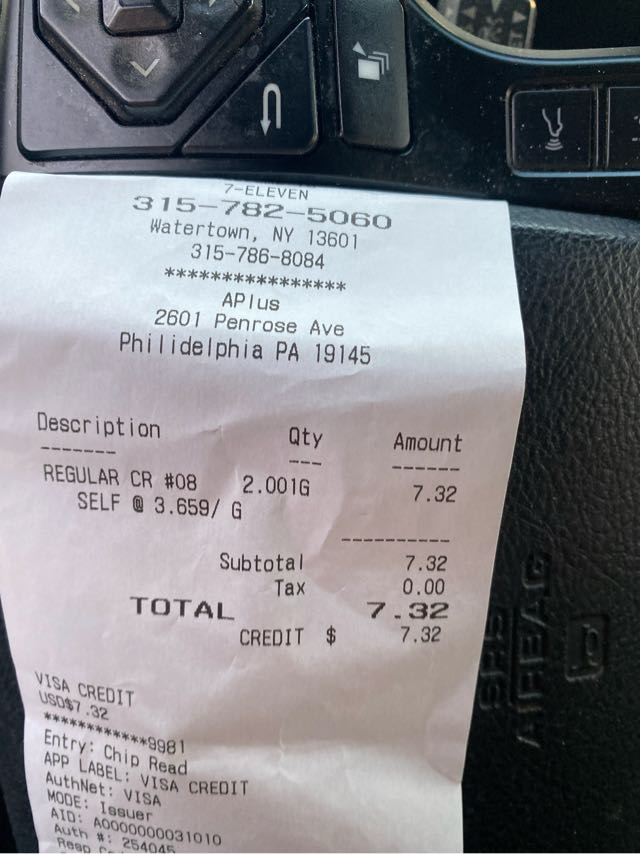 7-ELEVEN
315-782-5060
Watertown, NY 13601
315-786-8084
****************
APlus
2601 Penrose Ave
Philidelphia PA 19145
Description Qty Amount
------- --- ------
REGULAR CR #08 2.001G 7.32
SELF @ 3.659/ G
----------
Subtotal 7.32
Tax 0.00
TOTAL 7.32
CREDIT $ 7.32
VISA CREDIT
USD$7.32
************9981
Entry: Chip Read
APP LABEL: VISA CREDIT
AuthNet: VISA
MODE: Issuer
AID: A0000000031010
Auth #: 254045
Resp
SRS
AIRBAG